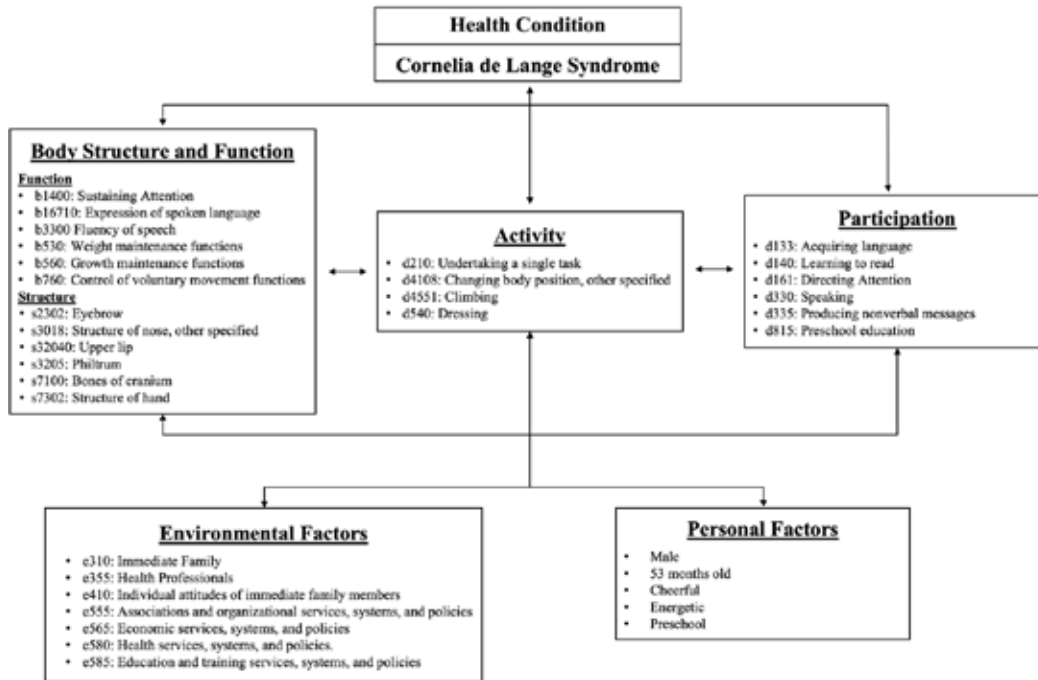 Health Condition
Cornelia de Lange Syndrome
Body Structure and Function
Function
• b1400: Sustaining Attention
• b16710: Expression of spoken language
• b3300 Fluency of speech
• b530: Weight maintenance functions
• b560: Growth maintenance functions
• b760: Control of voluntary movement functions
Structure
• s2302: Eyebrow
• s3018: Structure of nose, other specified
• s32040: Upper lip
• s3205: Philtrum
• s7100: Bones of cranium
• s7302: Structure of hand
Activity
• d210: Undertaking a single task
• d4108: Changing body position, other specified
• d4551: Climbing
• d540: Dressing
Participation
• d133: Acquiring language
• d140: Learning to read
• d161: Directing Attention
• d330: Speaking
• d335: Producing nonverbal messages
• d815: Preschool education
Environmental Factors
• e310: Immediate Family
• e355: Health Professionals
• e410: Individual attitudes of immediate family members
• e555: Associations and organizational services, systems, and policies
• e565: Economic services, systems, and policies
• e580: Health services, systems, and policies.
• e585: Education and training services, systems, and policies
Personal Factors
• Male
• 53 months old
• Cheerful
• Energetic
• Preschool